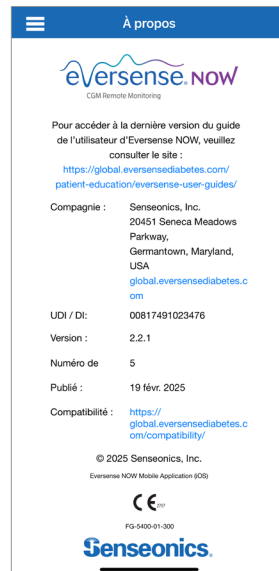 À propos
eversense® NOW
CGM Remote Monitoring
Pour accéder à la dernière version du guide
de l'utilisateur d'Eversense NOW, veuillez
consulter le site :
https://global.eversensediabetes.com/
patient-education/eversense-user-guides/
Compagnie : Senseonics, Inc.
20451 Seneca Meadows
Parkway,
Germantown, Maryland,
USA
global.eversensediabetes.c
om
UDI / DI: 00817491023476
Version : 2.2.1
Numéro de 5
Publié : 19 févr. 2025
Compatibilité : https://
global.eversensediabetes.c
om/compatibility/
© 2025 Senseonics, Inc.
Eversense NOW Mobile Application (iOS)
CE 2797
FG-5400-01-300
Senseonics.